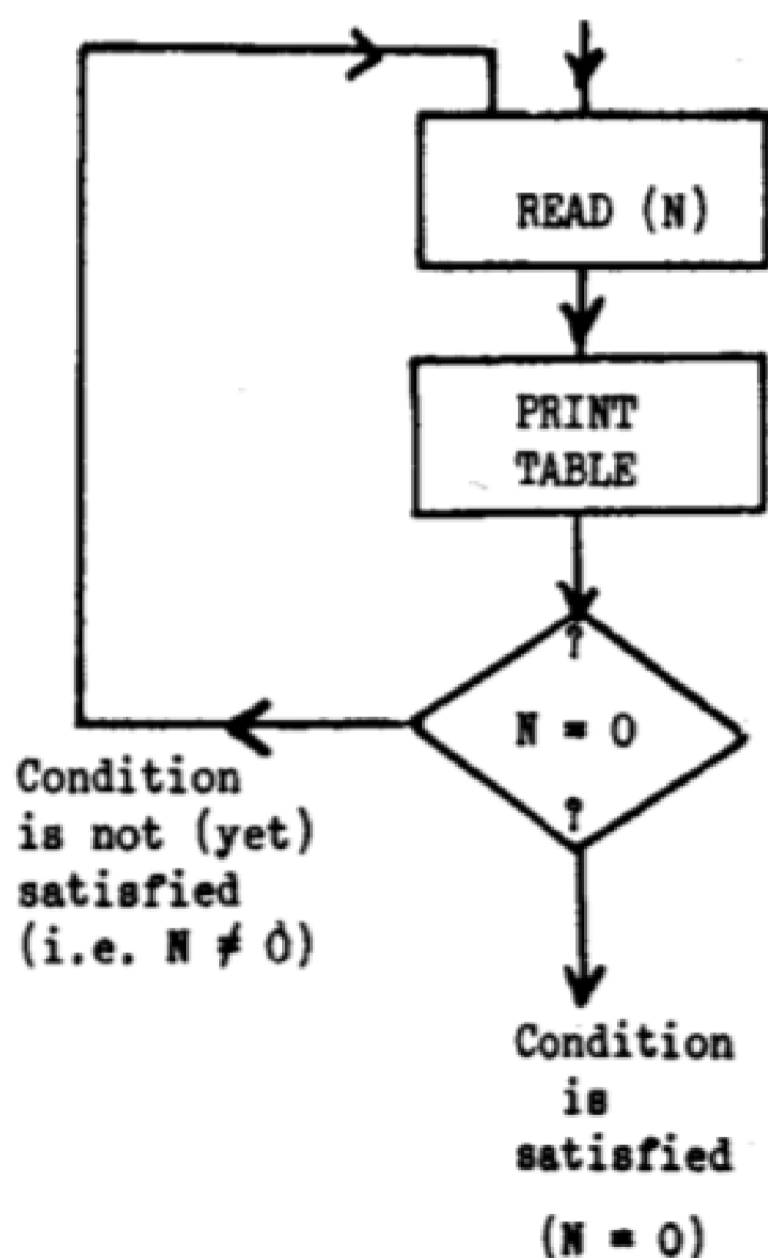 READ (N)
PRINT
TABLE
?
N = 0
?
Condition
is not (yet)
satisfied
(i.e. N ≠ 0)
Condition
is
satisfied
(N = 0)